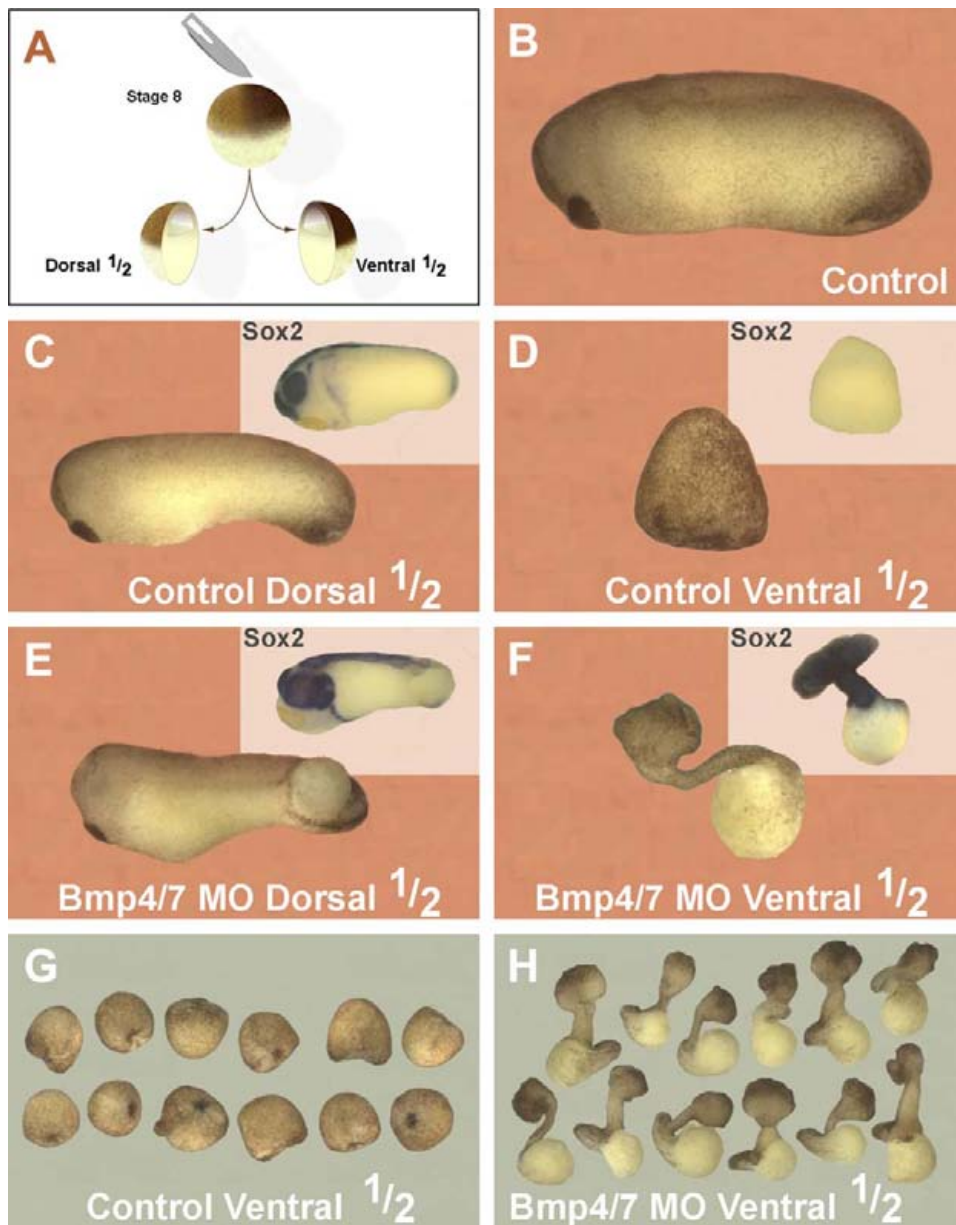 A
Stage 8
Dorsal 1/2
Ventral 1/2
B
Control
C
Sox2
Control Dorsal 1/2
D
Sox2
Control Ventral 1/2
E
Sox2
Bmp4/7 MO Dorsal 1/2
F
Sox2
Bmp4/7 MO Ventral 1/2
G
Control Ventral 1/2
H
Bmp4/7 MO Ventral 1/2